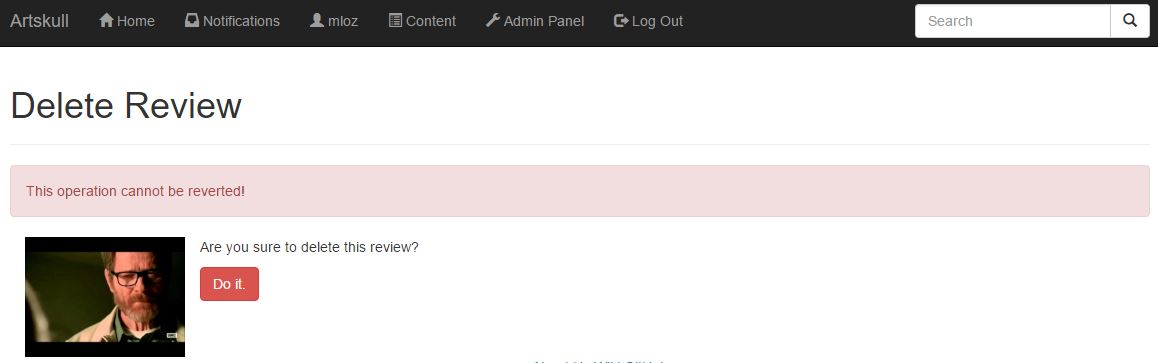 Artskull Home Notifications mloz Content Admin Panel Log Out Search
Delete Review
This operation cannot be reverted!
Are you sure to delete this review?
Do it.